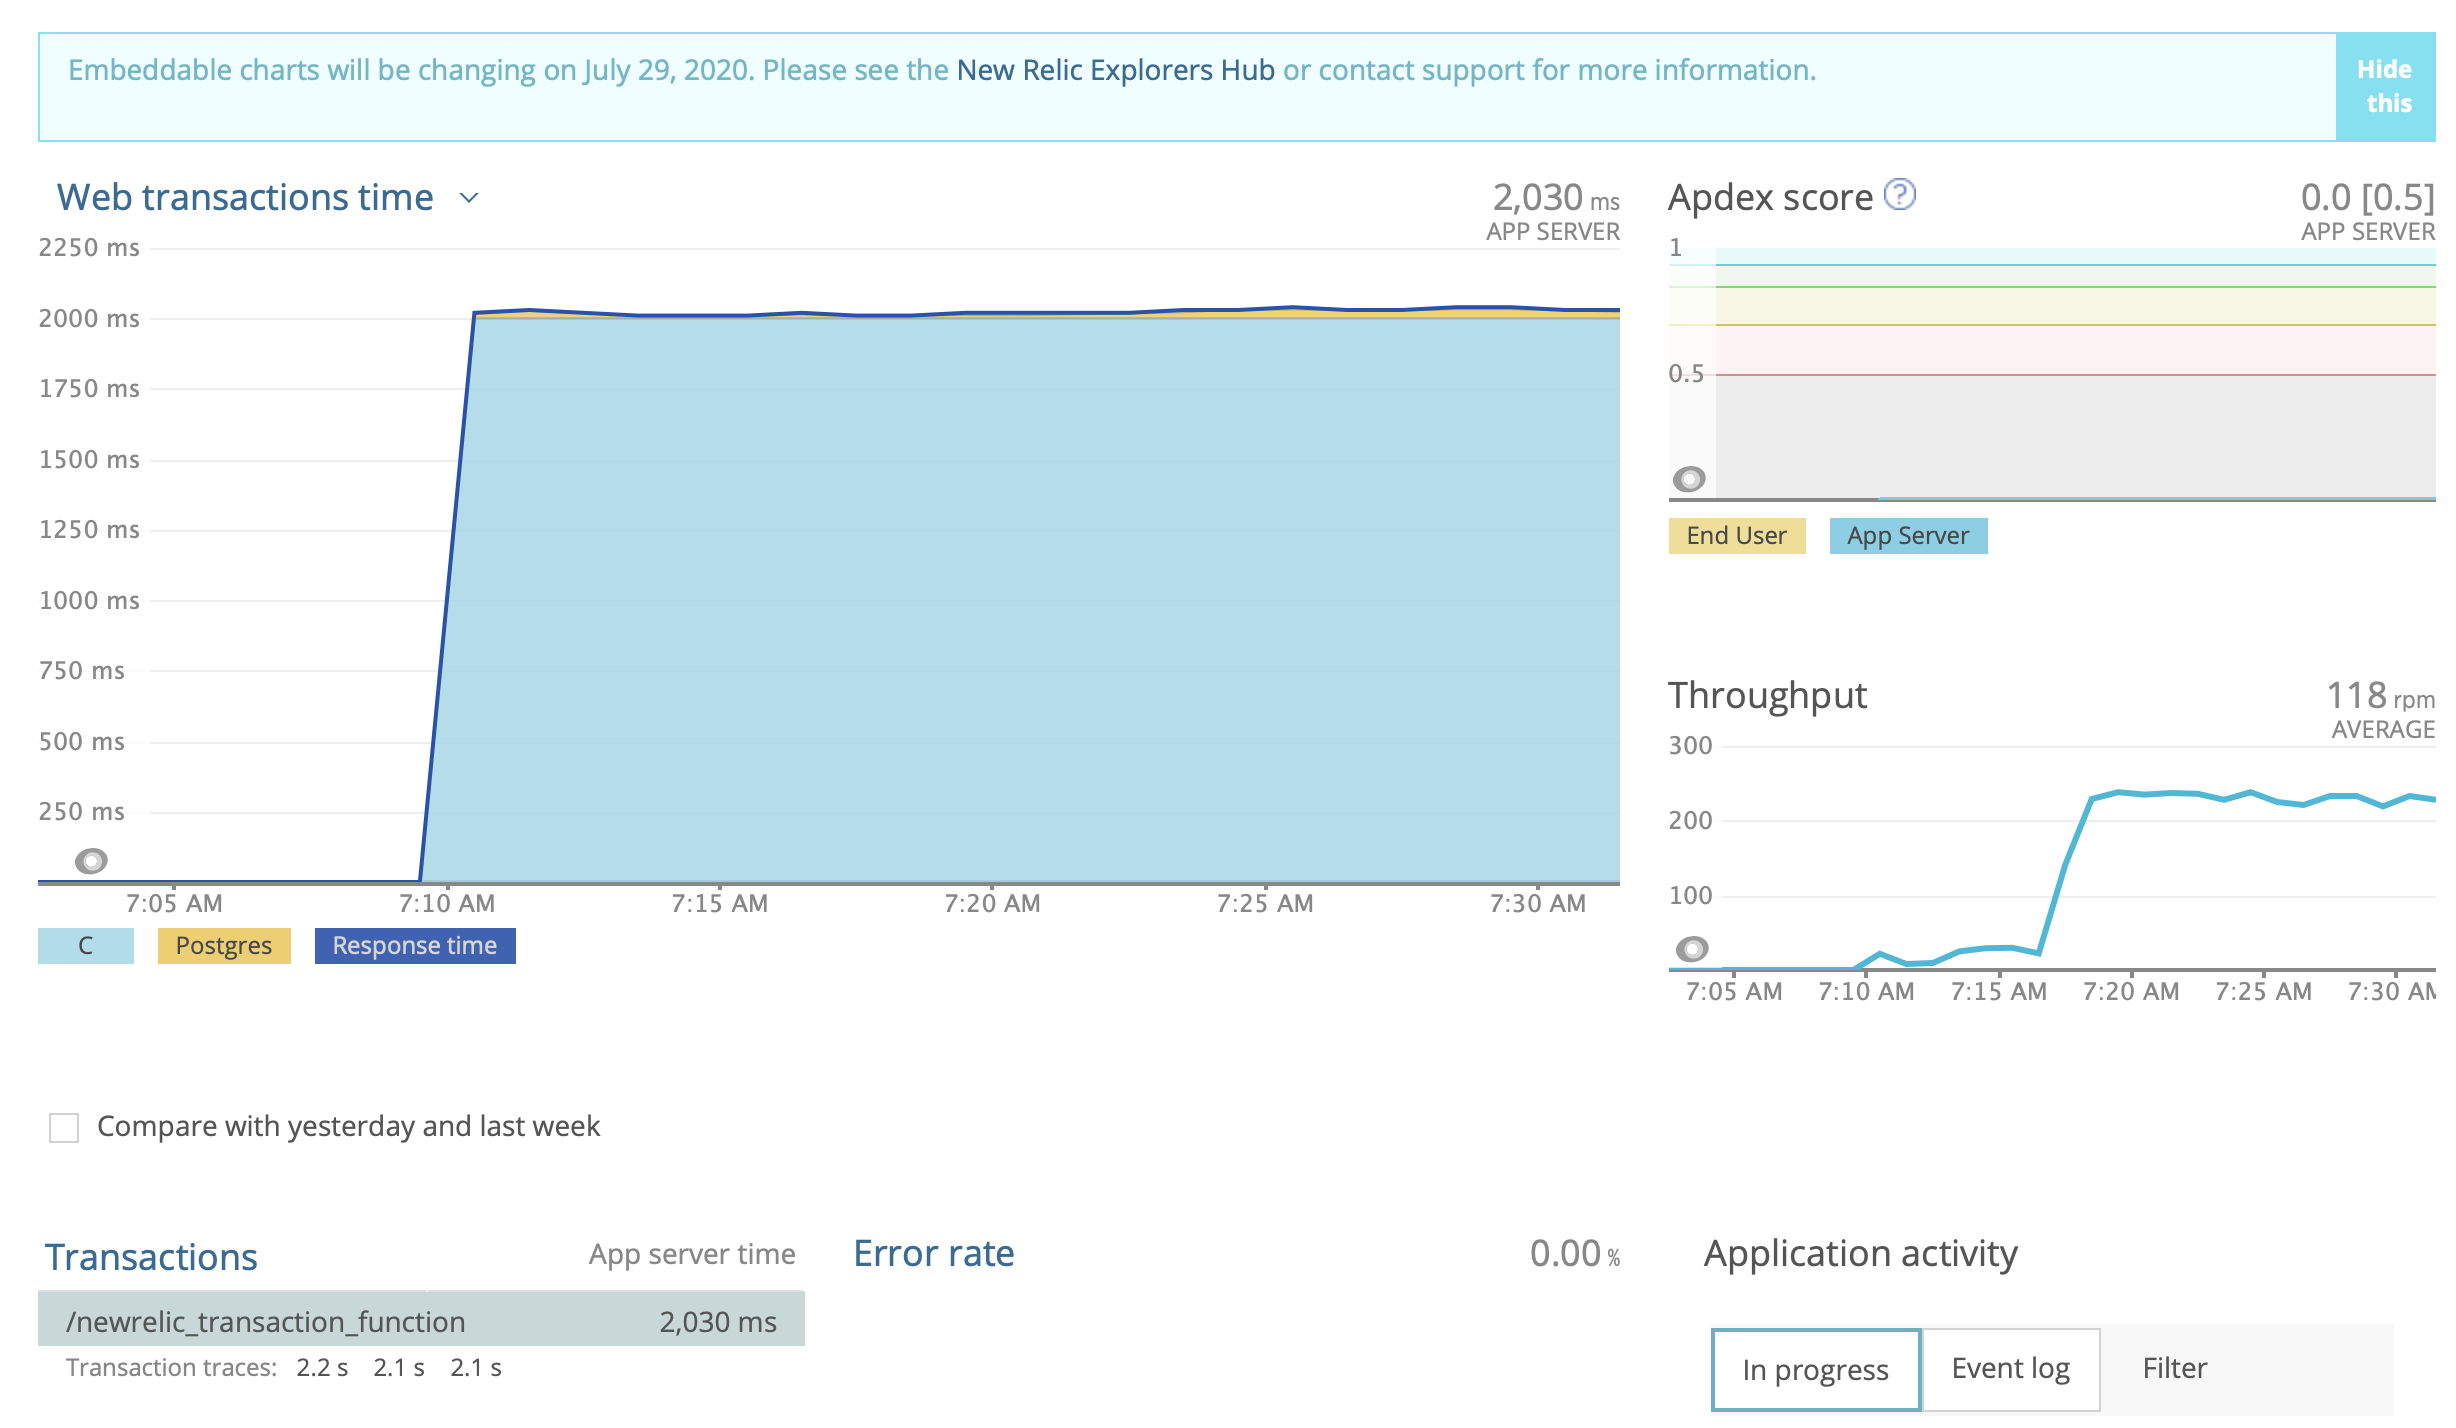 Embeddable charts will be changing on July 29, 2020. Please see the New Relic Explorers Hub or contact support for more information.
Hide
this
Web transactions time
2,030 ms
APP SERVER
2250 ms
2000 ms
1750 ms
1500 ms
1250 ms
1000 ms
750 ms
500 ms
250 ms
7:05 AM 7:10 AM 7:15 AM 7:20 AM 7:25 AM 7:30 AM
C Postgres Response time
Apdex score ?
0.0 [0.5]
APP SERVER
1
0.5
End User App Server
Throughput
118 rpm
AVERAGE
300
200
100
7:05 AM 7:10 AM 7:15 AM 7:20 AM 7:25 AM 7:30 AM
Compare with yesterday and last week
Transactions App server time
/newrelic_transaction_function 2,030 ms
Transaction traces: 2.2 s 2.1 s 2.1 s
Error rate 0.00 %
Application activity
In progress Event log Filter